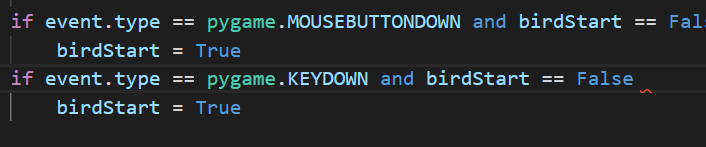 if event.type == pygame.MOUSEBUTTONDOWN and birdStart ==
birdStart = True
if event.type == pygame.KEYDOWN and birdStart == False
birdStart = True